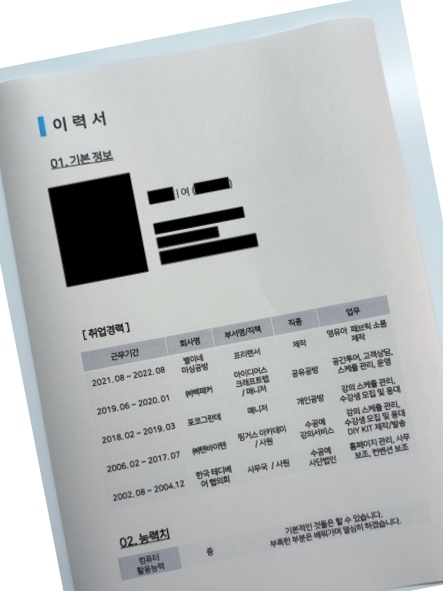 이력서
01. 기본 정보
| 여 (
[ 취업경력 ]
근무기간 회사명 부서명/직책 직종 업무
2021. 08 ~ 2022. 08 별이네 미싱공방 프리랜서 제작 영유아 패브릭 소품 제작
2019. 06 ~ 2020. 01 ㈜백패커 아이디어스 크래프트랩 / 매니저 공유공방 공간투어, 고객상담, 스케줄 관리, 운영
2018. 02 ~ 2019. 03 포코그란데 매니저 개인공방 강의 스케줄 관리, 수강생 모집 및 응대
2006. 02 ~ 2017. 07 핑거스 아카데미 / 사원 수공예 강의서비스 강의 스케줄 관리, 수강생 모집 및 응대 DIY KIT 제작/발송
2002. 08 ~ 2004.12 한국 테디베어 협의회 사무국 / 사원 수공예 사단법인 홈페이지 관리, 사무보조, 컨벤션 보조
02. 능력치
컴퓨터 활용능력 중 기본적인 것들은 할 수 있습니다.
부족한 부분은 배워가며 열심히 하겠습니다.